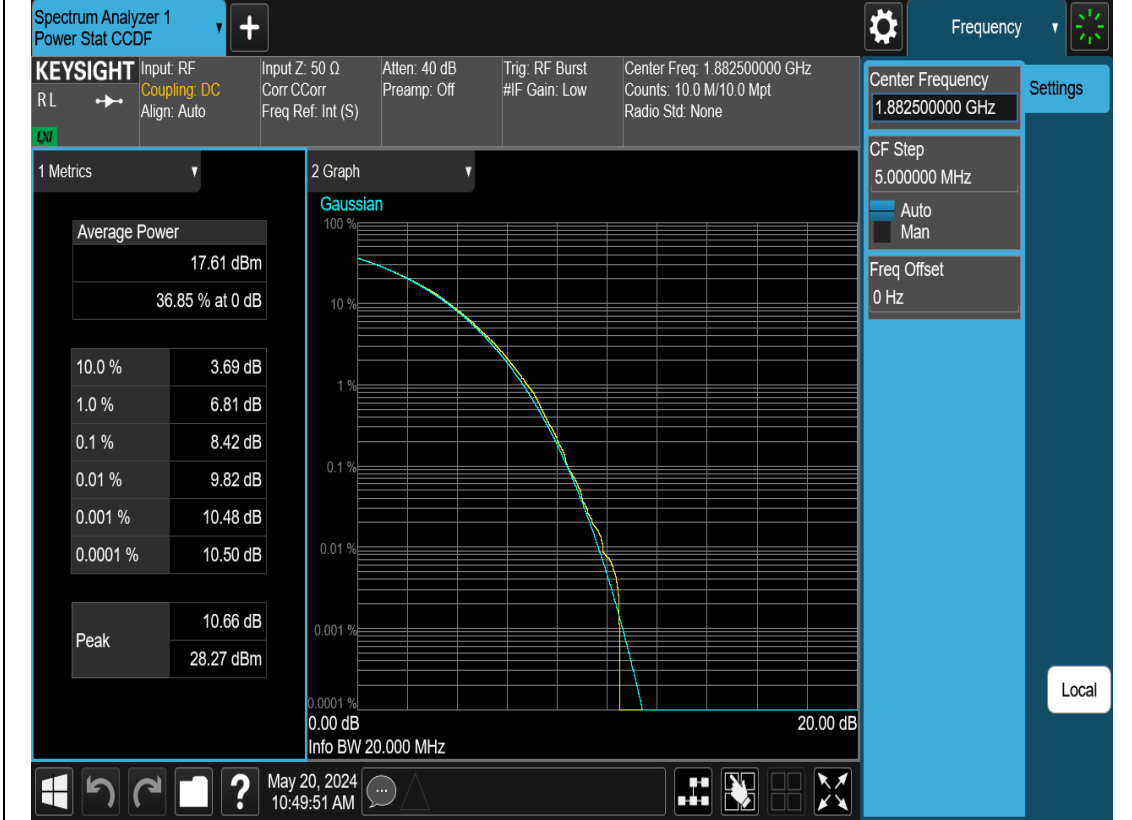 Spectrum Analyzer 1
Power Stat CCDF
+
Frequency
KEYSIGHT
RL
LXI
Input: RF
Coupling: DC
Align: Auto
Input Z: 50 Ω
Corr CCorr
Freq Ref: Int (S)
Atten: 40 dB
Preamp: Off
Trig: RF Burst
#IF Gain: Low
Center Freq: 1.882500000 GHz
Counts: 10.0 M/10.0 Mpt
Radio Std: None
Center Frequency
1.882500000 GHz
Settings
CF Step
5.000000 MHz
Auto
Man
Freq Offset
0 Hz
Local
1 Metrics
Average Power
17.61 dBm
36.85 % at 0 dB
10.0 % 3.69 dB
1.0 % 6.81 dB
0.1 % 8.42 dB
0.01 % 9.82 dB
0.001 % 10.48 dB
0.0001 % 10.50 dB
Peak
10.66 dB
28.27 dBm
2 Graph
Gaussian
100 %
10 %
1 %
0.1 %
0.01 %
0.001 %
0.0001 %
0.00 dB 20.00 dB
Info BW 20.000 MHz
?
May 20, 2024
10:49:51 AM